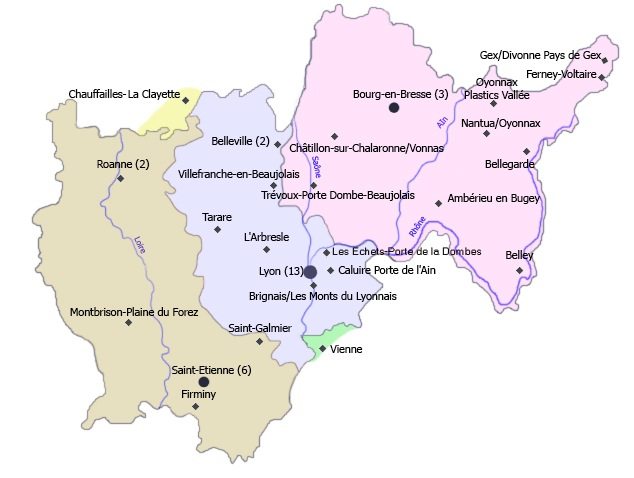 Gex/Divonne Pays de Gex
Ferney-Voltaire
Oyonnax
Plastics Vallée
Chauffailles-La Clayette
Bourg-en-Bresse (3)
Ain
Nantua/Oyonnax
Belleville (2)
Châtillon-sur-Chalaronne/Vonnas
Roanne (2)
Saône
Bellegarde
Villefranche-en-Beaujolais
Trévoux-Porte Dombe-Beaujolais
Ambérieu en Bugey
Tarare
Rhône
L'Arbresle
Loire
Les Echets-Porte de la Dombes
Belley
Lyon (13)
Caluire Porte de l'Ain
Brignais/Les Monts du Lyonnais
Montbrison-Plaine du Forez
Saint-Galmier
Vienne
Saint-Etienne (6)
Firminy